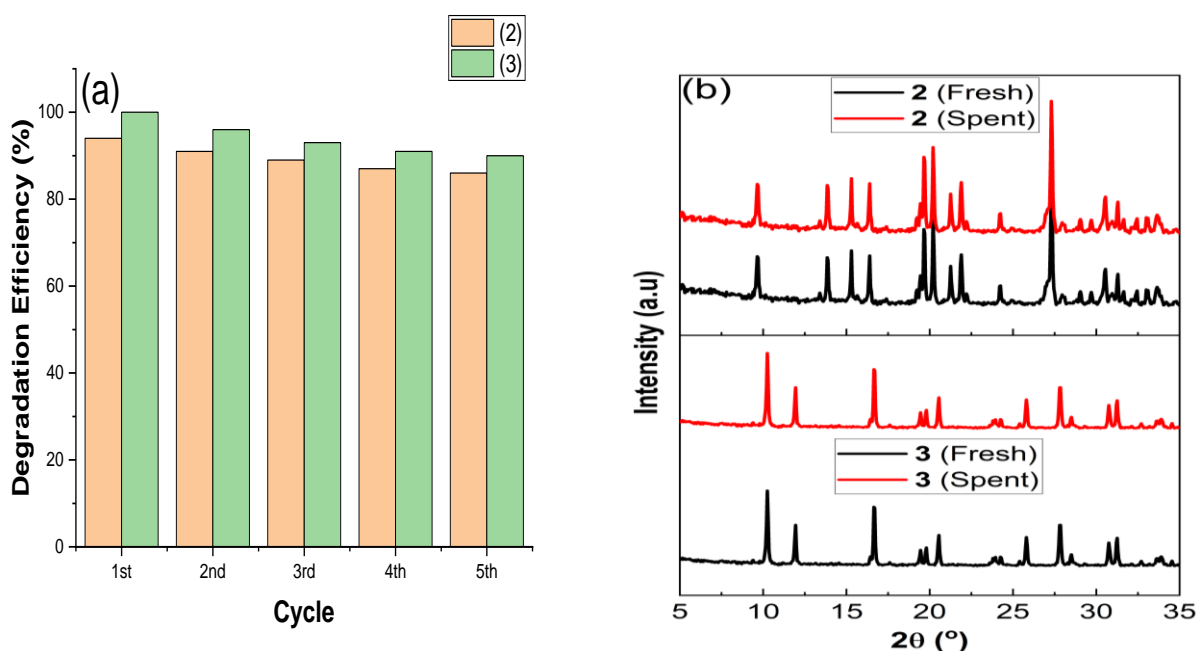 (a)
(2)
(3)
Degradation Efficiency (%)
100
80
60
40
20
0
1st 2nd 3rd 4th 5th
Cycle
(b)
2 (Fresh)
2 (Spent)
3 (Fresh)
3 (Spent)
Intensity (a.u)
5 10 15 20 25 30 35
2θ (º)